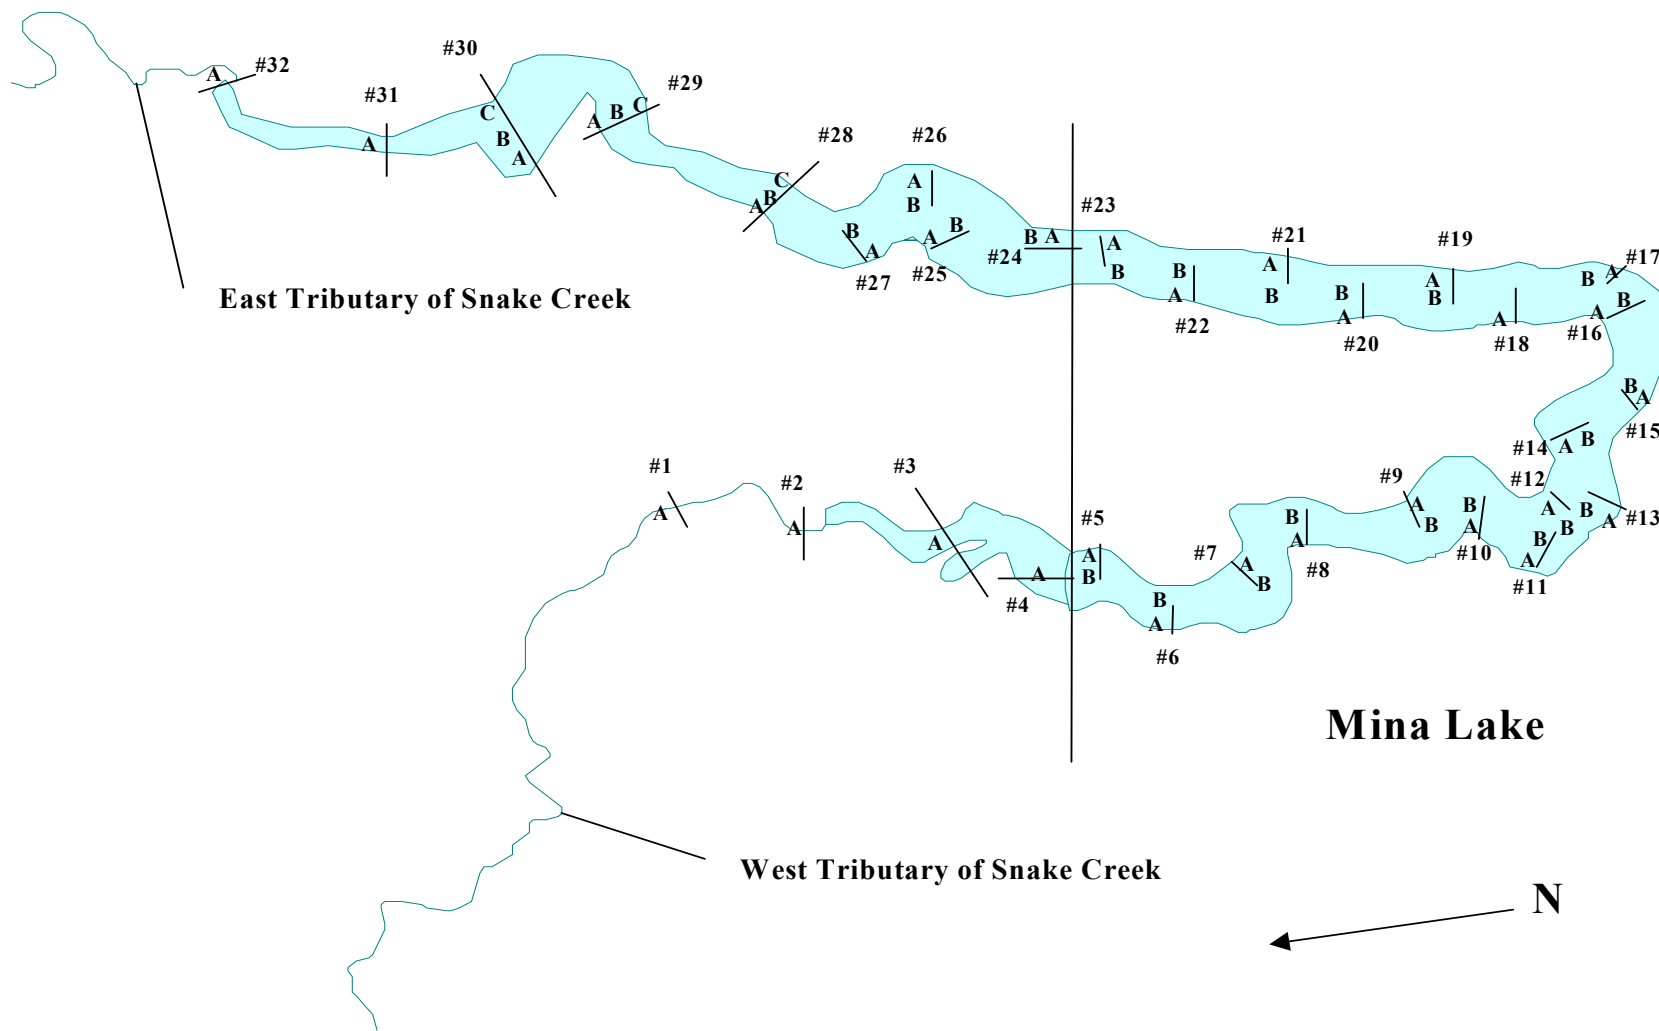 #30
#32
A
#29
#31
C
C
B
A
#28
#26
B
A
A
C
A
B
A
B
#23
B
B
A
A
B
A
#24
#27
#25
A
B
#21
#19
#17
A
B
B
A
#22
A
B
B
A
#20
A
B
A
#18
B
A
B
A
#16
East Tributary of Snake Creek
B
A
#15
#14
A
B
#1
A
#2
A
#3
A
A
#4
#5
A
B
B
A
#6
#7
A
B
B
A
#8
#9
A
B
B
A
#10
#12
A
B
B
A
#11
B
A
#13
Mina Lake
West Tributary of Snake Creek
N